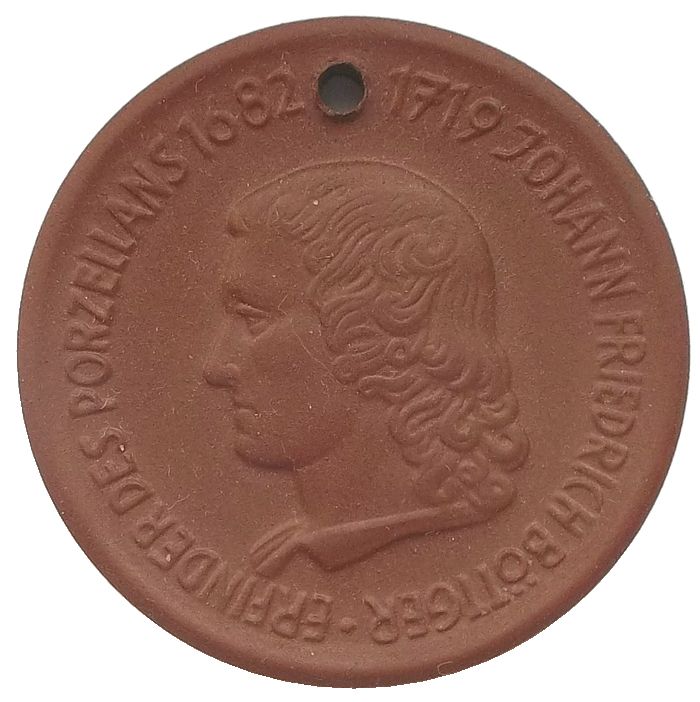 1719 JOHANN FRIEDRICH BÖTTGER · ERFINDER DES PORZELLANS 1682